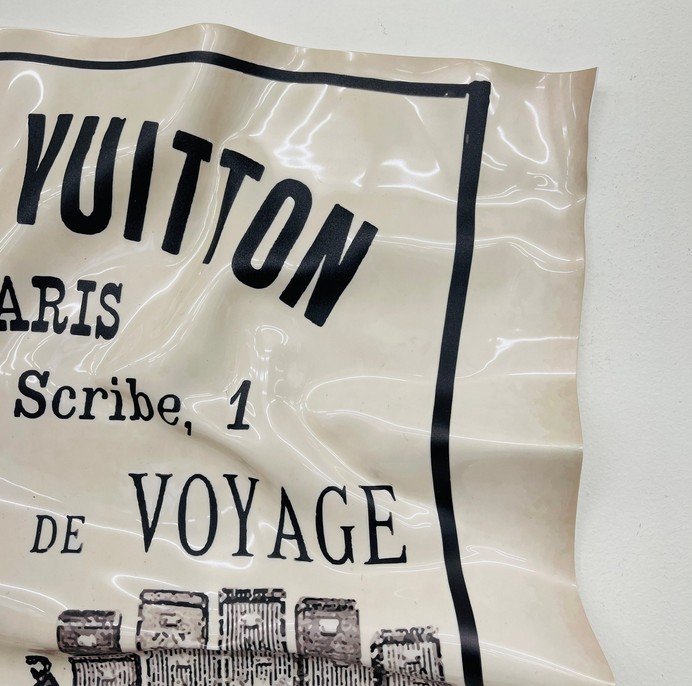 VUITTON
ARIS
Scribe, 1
DE VOYAGE